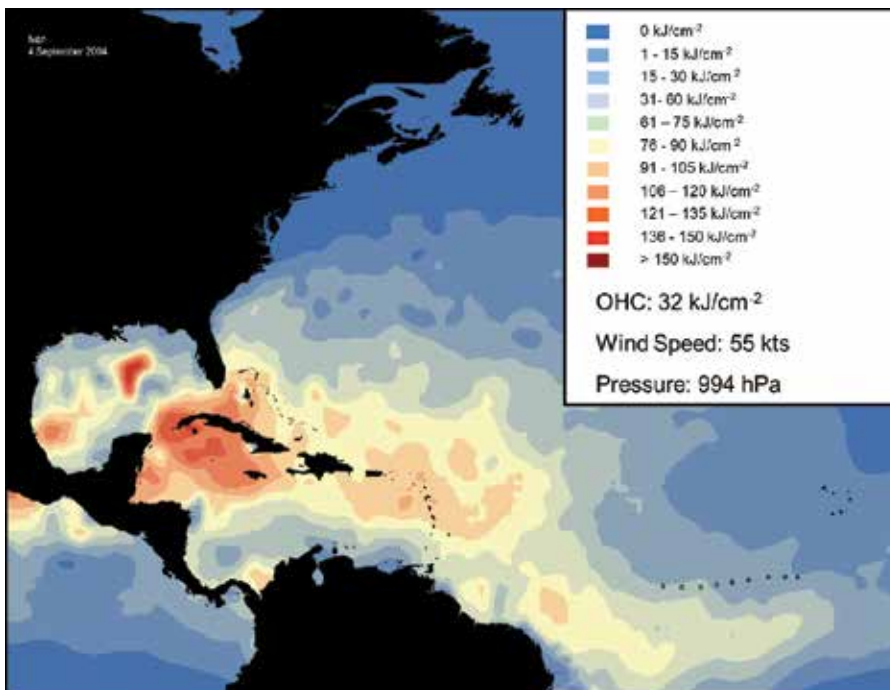 4 September 2004
0 kJ/cm⁻²
1 - 15 kJ/cm⁻²
15 - 30 kJ/cm⁻²
31- 60 kJ/cm⁻²
61 – 75 kJ/cm⁻²
76 - 90 kJ/cm⁻²
91 - 105 kJ/cm⁻²
106 – 120 kJ/cm⁻²
121 – 135 kJ/cm⁻²
136 - 150 kJ/cm⁻²
> 150 kJ/cm⁻²
OHC: 32 kJ/cm⁻²
Wind Speed: 55 kts
Pressure: 994 hPa